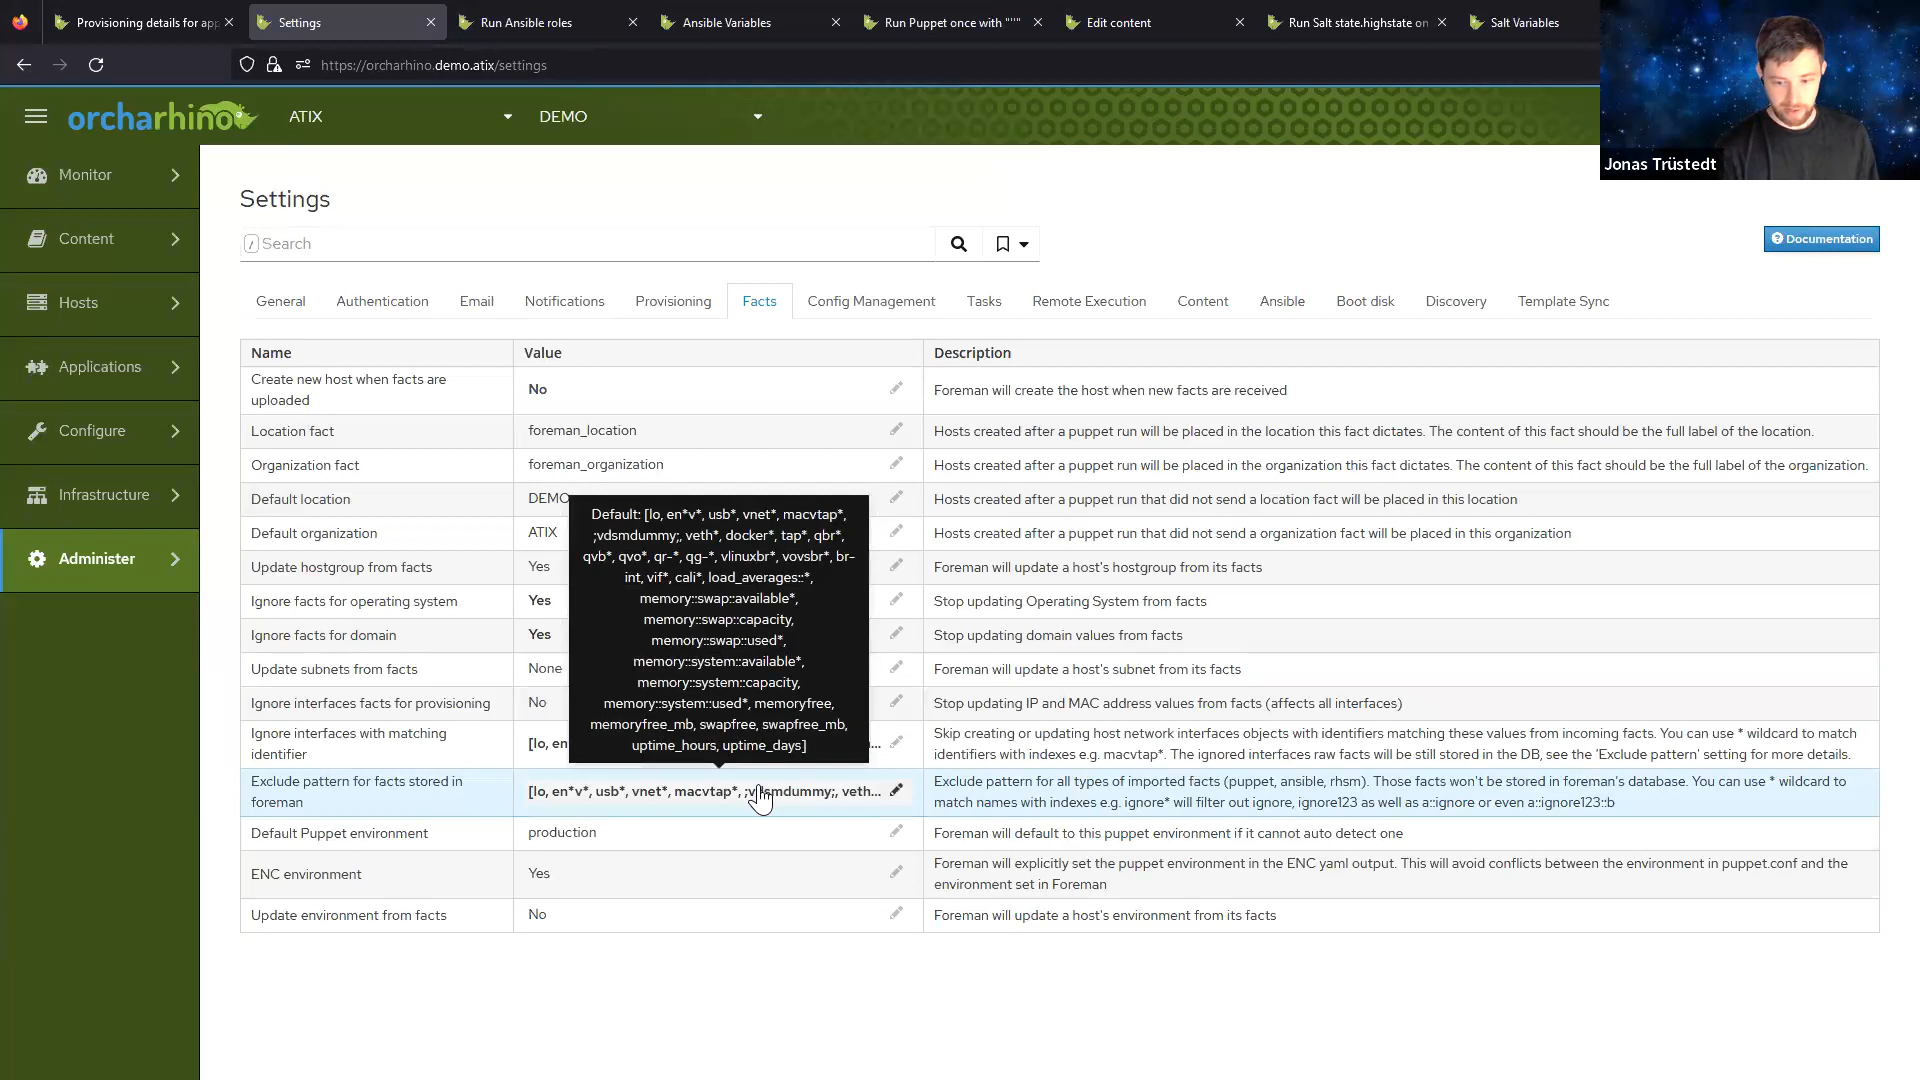 Provisioning details for app
Settings
Run Ansible roles
Ansible Variables
Run Puppet once with """
Edit content
Run Salt state.highstate on
Salt Variables
https://orcharhino.demo.atix/settings
orcharhino
ATIX
DEMO
Jonas Trüstedt
Monitor
Content
Hosts
Applications
Configure
Infrastructure
Administer
Settings
/ Search
Documentation
General
Authentication
Email
Notifications
Provisioning
Facts
Config Management
Tasks
Remote Execution
Content
Ansible
Boot disk
Discovery
Template Sync
Name Value Description
Create new host when facts are
uploaded
No
Foreman will create the host when new facts are received
Location fact
foreman_location
Hosts created after a puppet run will be placed in the location this fact dictates. The content of this fact should be the full label of the location.
Organization fact
foreman_organization
Hosts created after a puppet run will be placed in the organization this fact dictates. The content of this fact should be the full label of the organization.
Default location
DEMO
Hosts created after a puppet run that did not send a location fact will be placed in this location
Default organization
ATIX
Hosts created after a puppet run that did not send a organization fact will be placed in this location
Update hostgroup from facts
Yes
Foreman will update a host's hostgroup from its facts
Ignore facts for operating system
Yes
Stop updating Operating System from facts
Ignore facts for domain
Yes
Stop updating domain values from facts
Update subnets from facts
None
Foreman will update a host's subnet from its facts
Ignore interfaces facts for provisioning
No
Stop updating IP and MAC address values from facts (affects all interfaces)
Ignore interfaces with matching
identifier
[lo, en
...
Skip creating or updating host network interfaces objects with identifiers matching these values from incoming facts. You can use * wildcard to match
identifiers with indexes e.g. macvtap*. The ignored interfaces raw facts will be still stored in the DB, see the 'Exclude pattern' setting for more details.
Default: [lo, en*v*, usb*, vnet*, macvtap*,
;vdsmdummy;, veth*, docker*, tap*, qbr*,
qvb*, qvo*, qr-*, qg-*, vlinuxbr*, vovsbr*, br-
int, vif*, cali*, load_averages::*,
memory::swap::available*,
memory::swap::capacity,
memory::swap::used*,
memory::system::available*,
memory::system::capacity,
memory::system::used*, memoryfree,
memoryfree_mb, swapfree, swapfree_mb,
uptime_hours, uptime_days]
Exclude pattern for facts stored in
foreman
[lo, en*v*, usb*, vnet*, macvtap*, ;vdsmdummy;, veth...
Exclude pattern for all types of imported facts (puppet, ansible, rhsm). Those facts won't be stored in foreman's database. You can use * wildcard to
match names with indexes e.g. ignore* will filter out ignore, ignore123 as well as a::ignore or even a::ignore123::b
Default Puppet environment
production
Foreman will default to this puppet environment if it cannot auto detect one
ENC environment
Yes
Foreman will explicitly set the puppet environment in the ENC yaml output. This will avoid conflicts between the environment in puppet.conf and the
environment set in Foreman
Update environment from facts
No
Foreman will update a host's environment from its facts